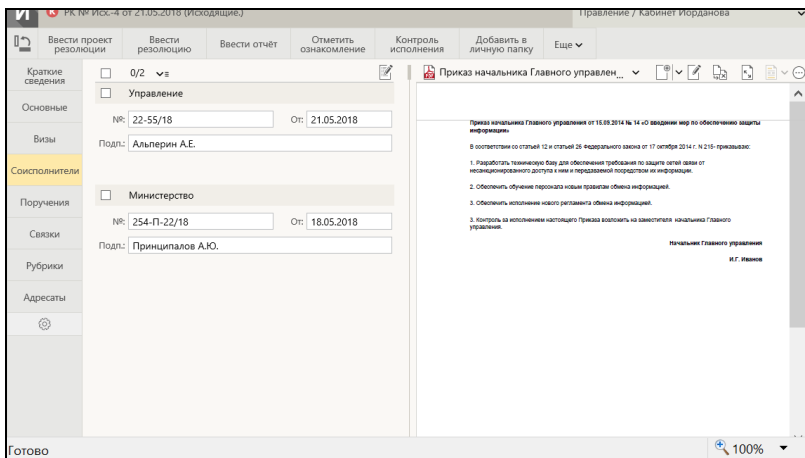 И РК № Исх.-4 от 21.05.2018 (Исходящие.) Правление / Кабинет Иорданова
Ввести проект резолюции
Ввести резолюцию
Ввести отчёт
Отметить ознакомление
Контроль исполнения
Добавить в личную папку
Еще
Краткие сведения
Основные
Визы
Соисполнители
Поручения
Связки
Рубрики
Адресаты
0/2
Управление
№: 22-55/18 От: 21.05.2018
Подп.: Альперин А.Е.
Министерство
№: 254-П-22/18 От: 18.05.2018
Подп.: Принципалов А.Ю.
Приказ начальника Главного управлен...
Приказ начальника Главного управления от 15.09.2014 № 14 «О введении мер по обеспечению защиты
информации»
В соответствии со статьей 12 и статьей 26 Федерального закона от 17 октября 2014 г. N 215- приказываю:
1. Разработать техническую базу для обеспечения требования по защите сетей связи от
несанкционированного доступа к ним и передаваемой посредством их информации.
2. Обеспечить обучение персонала новым правилам обмена информацией.
3. Обеспечить исполнение нового регламента обмена информацией.
3. Контроль за исполнением настоящего Приказа возложить на заместителя начальника Главного
управления.
Начальник Главного управления
И.Г. Иванов
Готово
100%